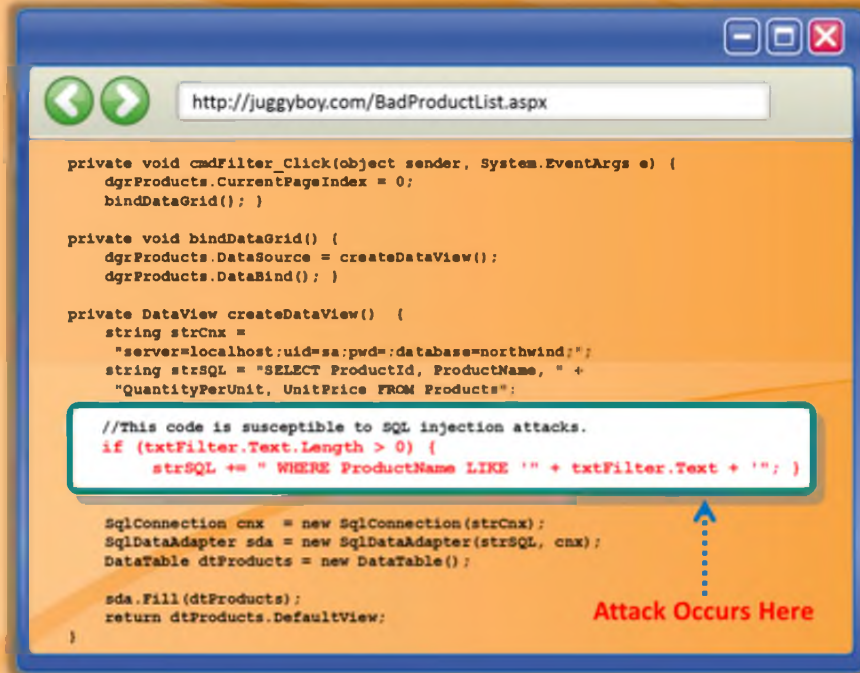 http://juggyboy.com/BadProductList.aspx
private void cmdFilter_Click(object sender, System.EventArgs e) {
dgrProducts.CurrentPageIndex = 0;
bindDataGrid(); }
private void bindDataGrid() {
dgrProducts.DataSource = createDataView();
dgrProducts.DataBind(); }
private DataView createDataView() {
string strCnx =
"server=localhost;uid=sa;pwd=;database=northwind;";
string strSQL = "SELECT ProductId, ProductName, " +
"QuantityPerUnit, UnitPrice FROM Products";
//This code is susceptible to SQL injection attacks.
if (txtFilter.Text.Length > 0) {
strSQL += " WHERE ProductName LIKE '" + txtFilter.Text + '"; }
SqlConnection cnx = new SqlConnection(strCnx);
SqlDataAdapter sda = new SqlDataAdapter(strSQL, cnx);
DataTable dtProducts = new DataTable();
sda.Fill(dtProducts);
return dtProducts.DefaultView;
}
Attack Occurs Here